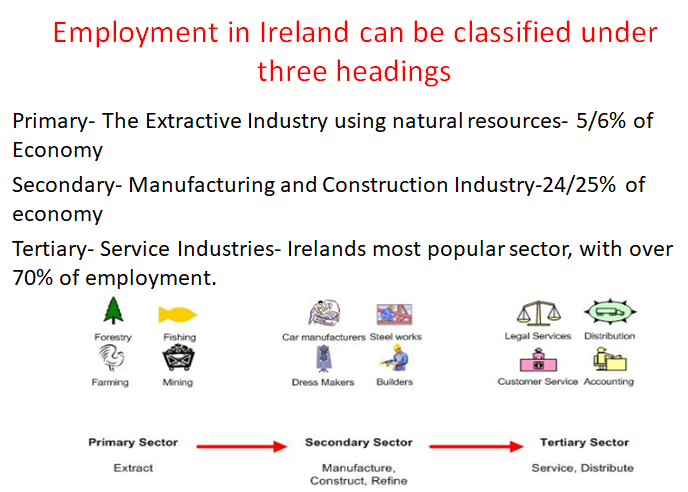 Employment in Ireland can be classified under
three headings
Primary- The Extractive Industry using natural resources- 5/6% of
Economy
Secondary- Manufacturing and Construction Industry-24/25% of
economy
Tertiary- Service Industries- Irelands most popular sector, with over
70% of employment.
Forestry Fishing Car manufacturers Steel works Legal Services Distribution
Farming Mining Dress Makers Builders Customer Service Accounting
Primary Sector Secondary Sector Tertiary Sector
Extract Manufacture, Service, Distribute
Construct, Refine